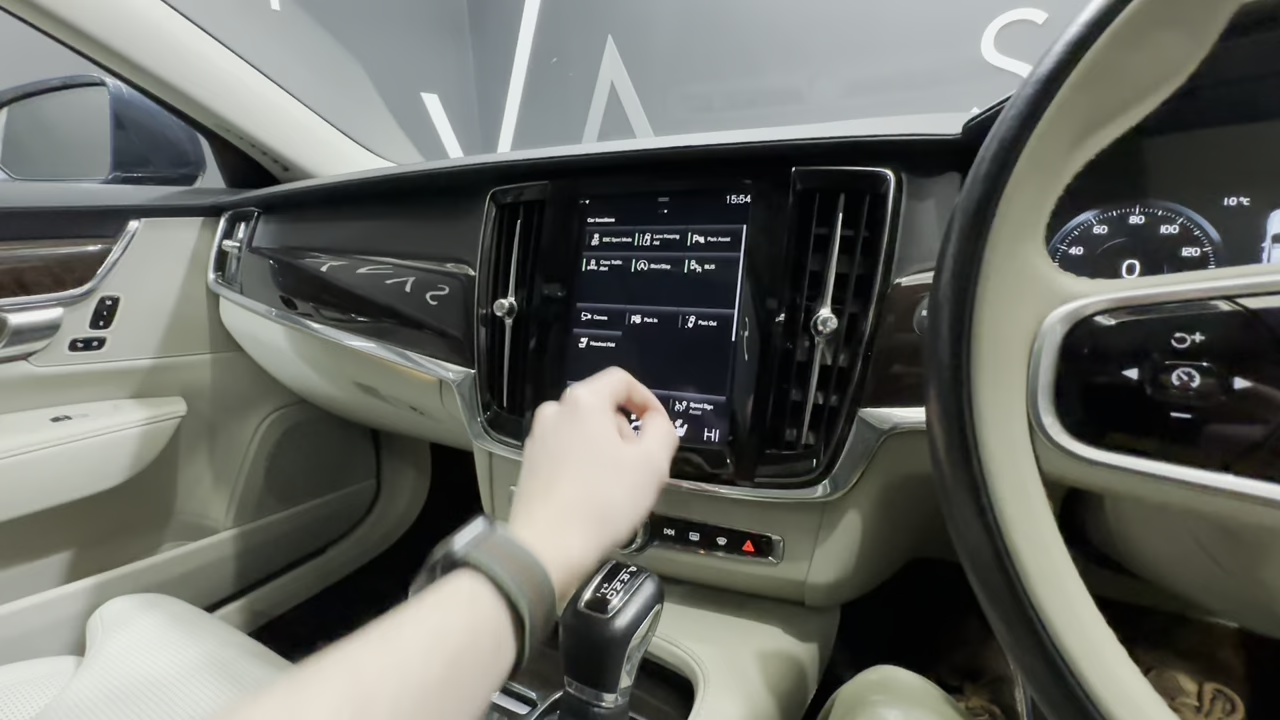 15:54
Car functions
ESC Sport Mode
Lane Keeping
Aid
Park Assist
Cross Traffic
Alert
Start/Stop
BLIS
Camera
Park In
Park Out
Headrest Fold
Speed Sign
Assist
HI
10°C
40 60 80 100 120
0
P
R
N
D